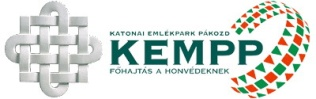 KATONAI EMLÉKPARK PÁKOZD
KEMPP
FŐHAJTÁS A HONVÉDEKNEK